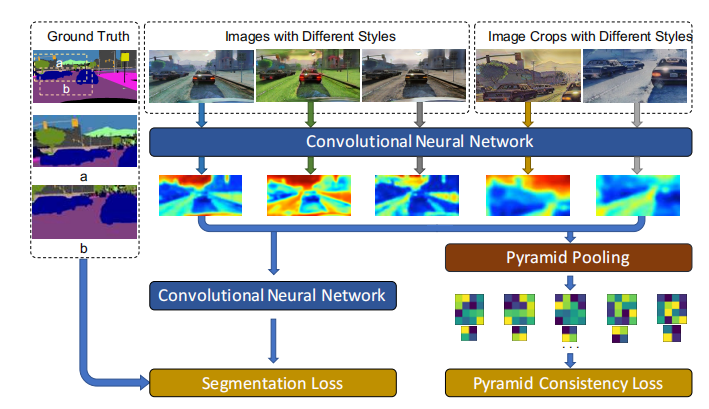 Ground Truth
Images with Different Styles
Image Crops with Different Styles
a
b
Convolutional Neural Network
a
b
Pyramid Pooling
Convolutional Neural Network
. . .
Segmentation Loss
Pyramid Consistency Loss